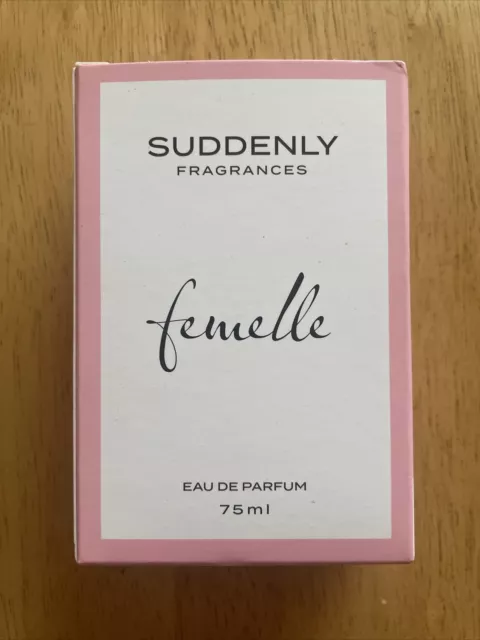 SUDDENLY
FRAGRANCES
femelle
EAU DE PARFUM
75ml